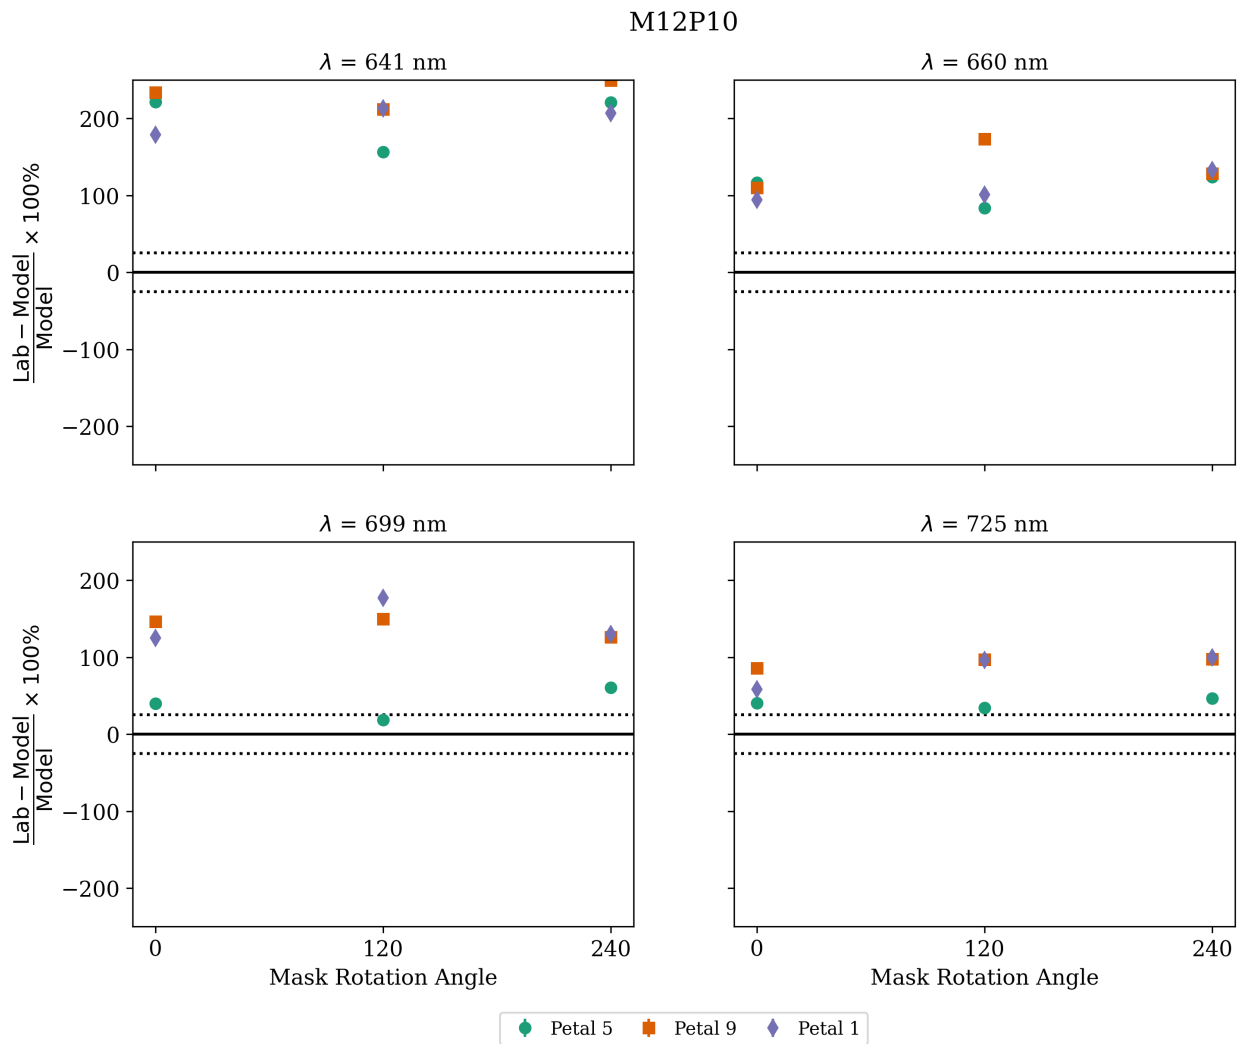 M12P10
λ = 641 nm
λ = 660 nm
Lab − Model
Model
× 100%
200
100
0
−100
−200
λ = 699 nm
λ = 725 nm
Lab − Model
Model
× 100%
200
100
0
−100
−200
0 120 240
0 120 240
Mask Rotation Angle
Mask Rotation Angle
Petal 5 Petal 9 Petal 1